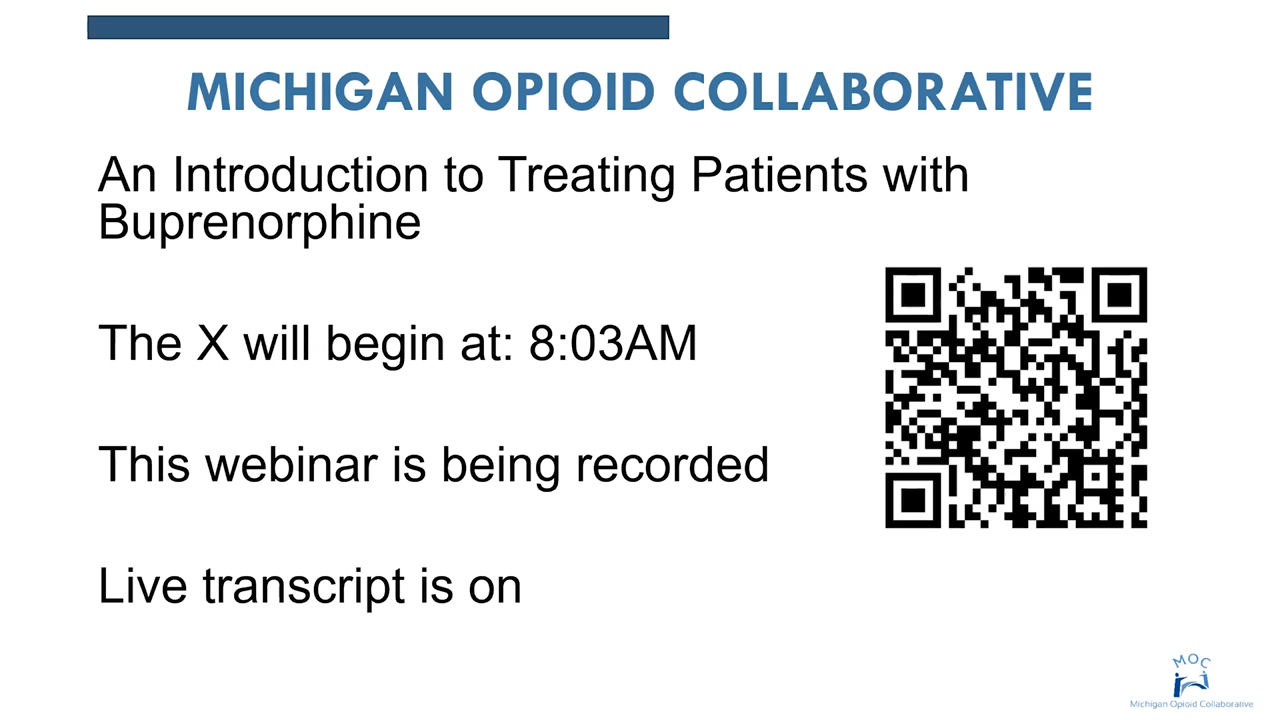 MICHIGAN OPIOID COLLABORATIVE
An Introduction to Treating Patients with
Buprenorphine
The X will begin at: 8:03AM
This webinar is being recorded
Live transcript is on
MOC
Michigan Opioid Collaborative